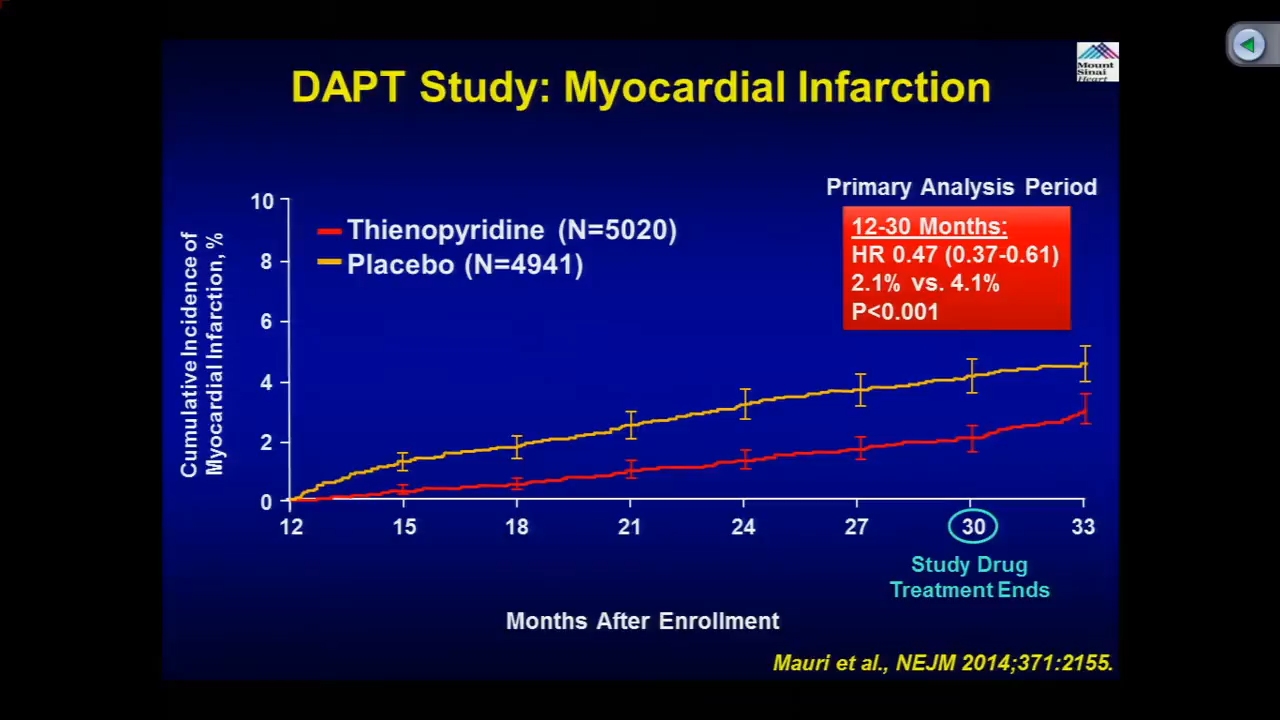 Mount
Sinai
Heart
DAPT Study: Myocardial Infarction
Primary Analysis Period
12-30 Months:
HR 0.47 (0.37-0.61)
2.1% vs. 4.1%
P<0.001
Thienopyridine (N=5020)
Placebo (N=4941)
Cumulative Incidence of
Myocardial Infarction, %
10
8
6
4
2
0
12 15 18 21 24 27 30 33
Study Drug
Treatment Ends
Months After Enrollment
Mauri et al., NEJM 2014;371:2155.